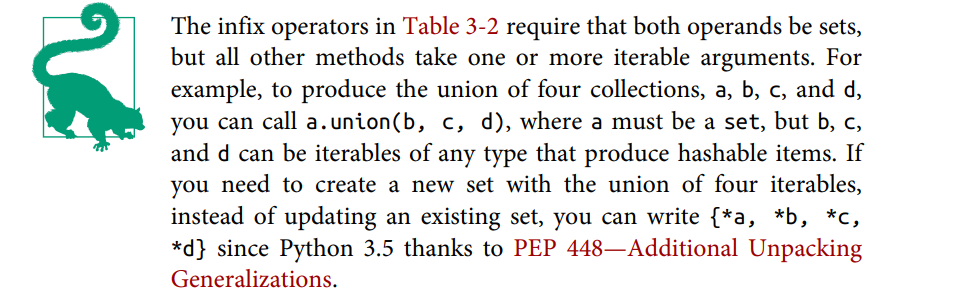 The infix operators in Table 3-2 require that both operands be sets,
but all other methods take one or more iterable arguments. For
example, to produce the union of four collections, a, b, c, and d,
you can call a.union(b, c, d), where a must be a set, but b, c,
and d can be iterables of any type that produce hashable items. If
you need to create a new set with the union of four iterables,
instead of updating an existing set, you can write {*a, *b, *c,
*d} since Python 3.5 thanks to PEP 448—Additional Unpacking
Generalizations.